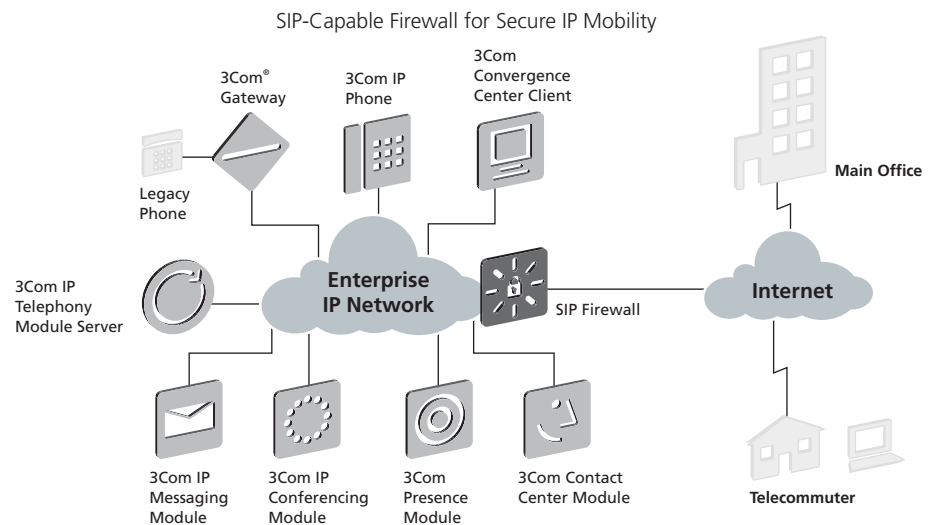 SIP-Capable Firewall for Secure IP Mobility
3Com®
Gateway
3Com IP
Phone
3Com
Convergence
Center Client
Legacy
Phone
Main Office
3Com IP
Telephony
Module Server
Enterprise
IP Network
SIP Firewall
Internet
3Com IP
Messaging
Module
3Com IP
Conferencing
Module
3Com
Presence
Module
3Com Contact
Center Module
Telecommuter